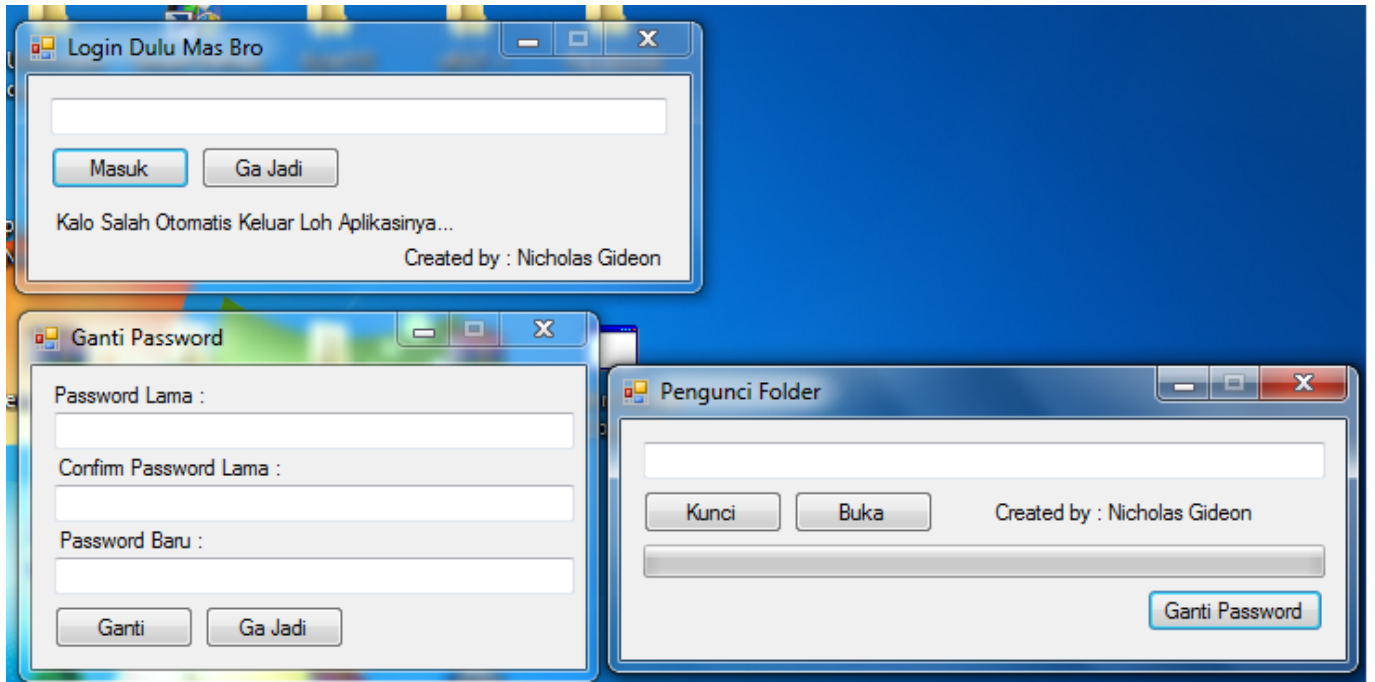 Login Dulu Mas Bro
Masuk Ga Jadi
Kalo Salah Otomatis Keluar Loh Aplikasinya...
Created by : Nicholas Gideon
Ganti Password
Password Lama :
Confirm Password Lama :
Password Baru :
Ganti Ga Jadi
Pengunci Folder
Kunci Buka Created by : Nicholas Gideon
Ganti Password